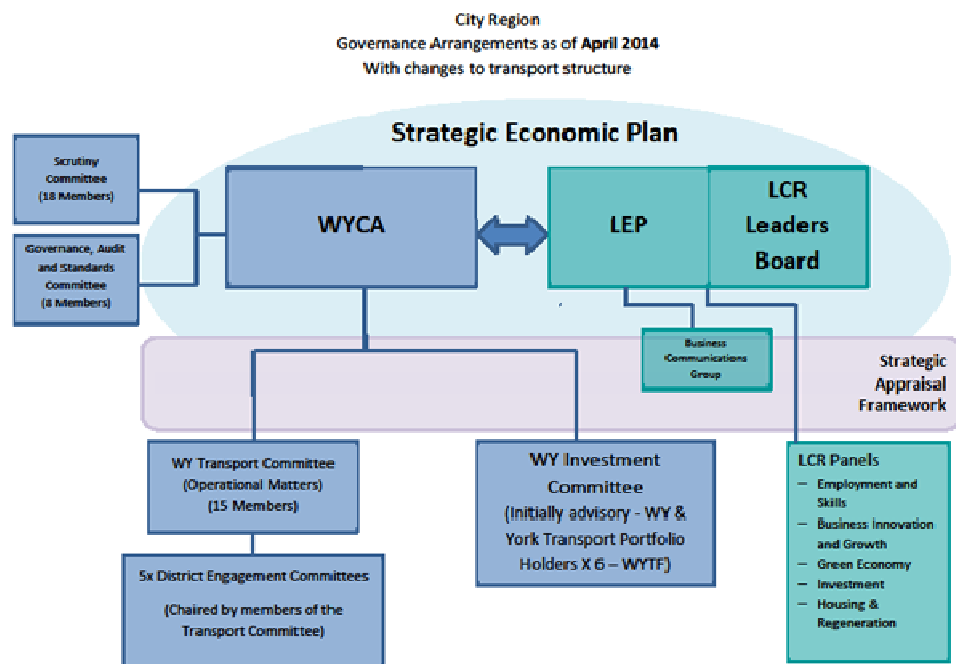 City Region
Governance Arrangements as of April 2014
With changes to transport structure
Strategic Economic Plan
Scrutiny
Committee
(18 Members)
Governance, Audit
and Standards
Committee
(8 Members)
WYCA
LEP
LCR
Leaders
Board
Business
Communications
Group
Strategic
Appraisal
Framework
WY Transport Committee
(Operational Matters)
(15 Members)
5x District Engagement Committees
(Chaired by members of the
Transport Committee)
WY Investment
Committee
(Initially advisory - WY &
York Transport Portfolio
Holders X 6 – WYTF)
LCR Panels
– Employment and
Skills
– Business Innovation
and Growth
– Green Economy
– Investment
– Housing &
Regeneration